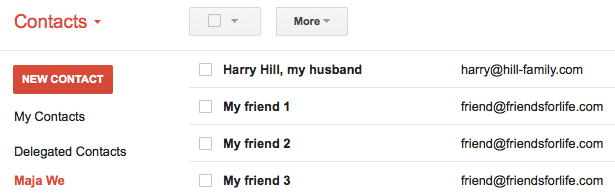 Contacts
More
NEW CONTACT
My Contacts
Delegated Contacts
Maja We
Harry Hill, my husband harry@hill-family.com
My friend 1 friend@friendsforlife.com
My friend 2 friend@friendsforlife.com
My friend 3 friend@friendsforlife.com